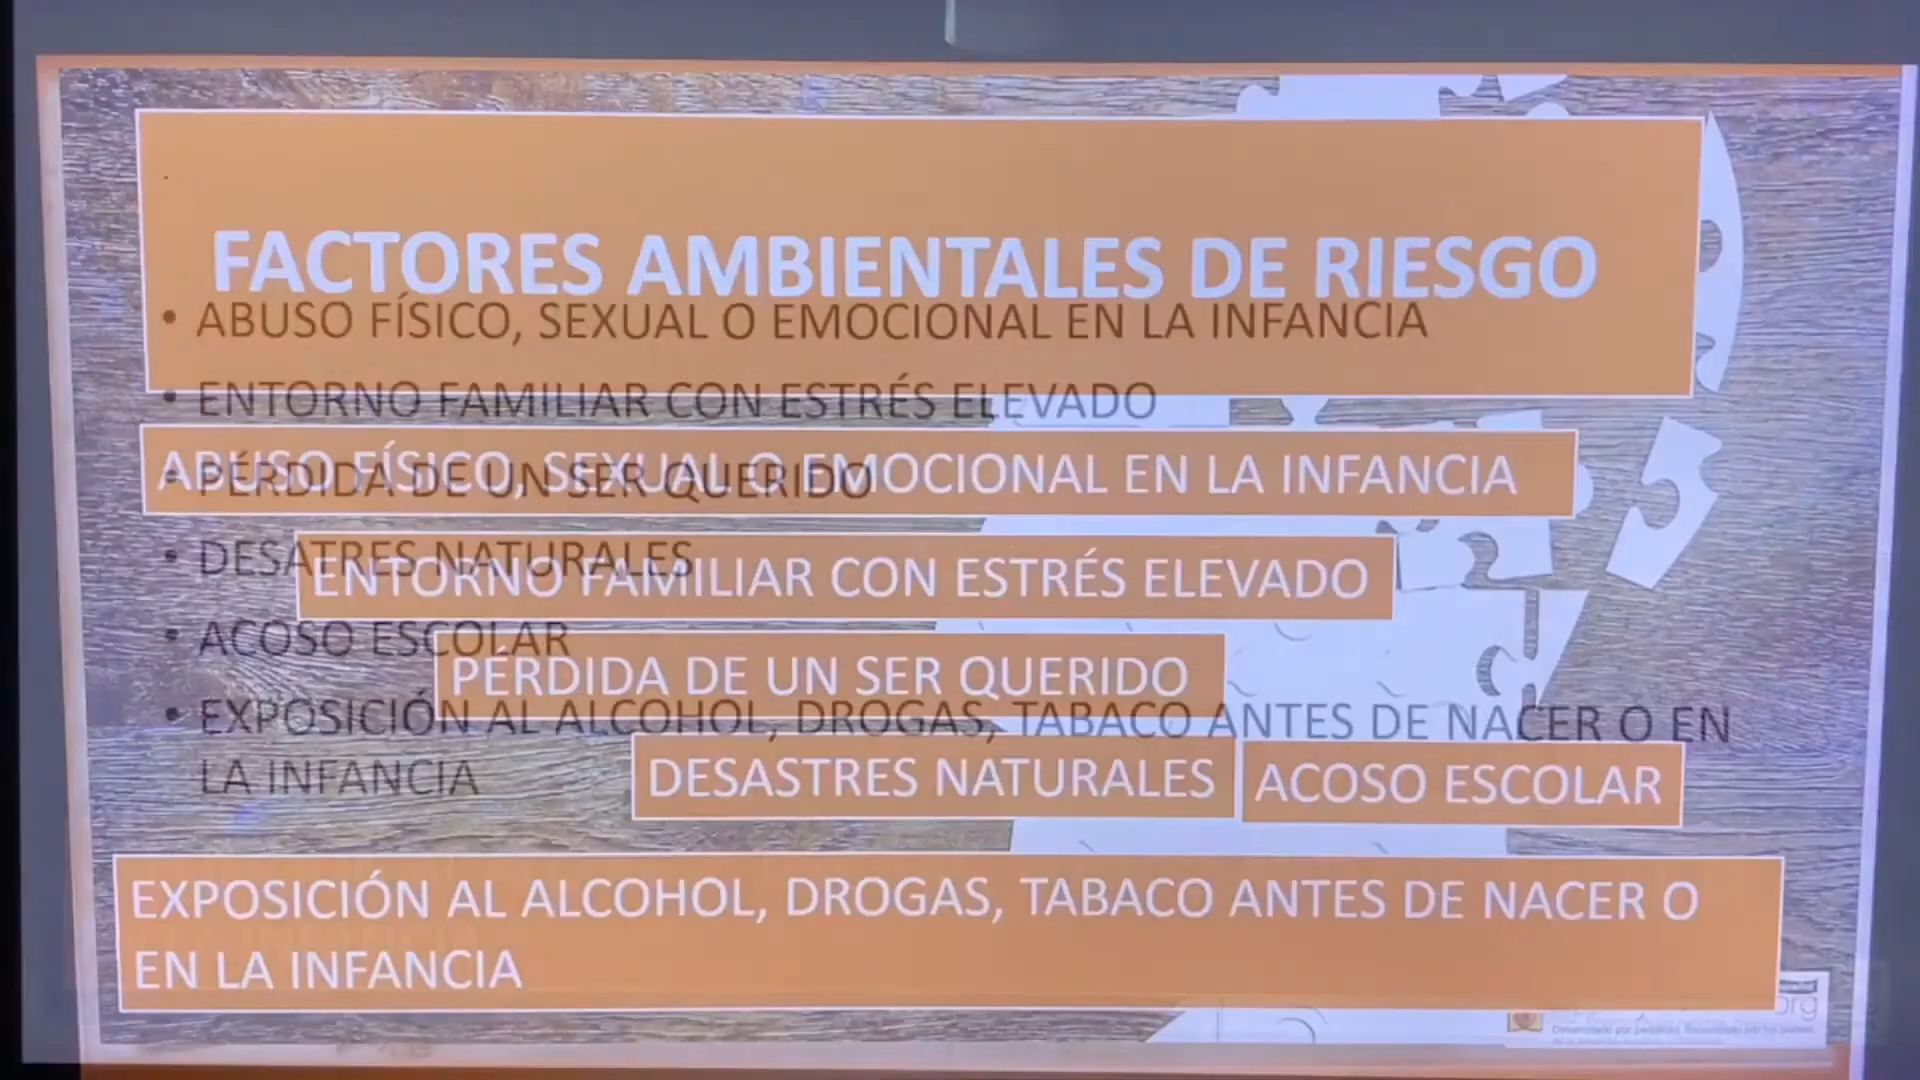 FACTORES AMBIENTALES DE RIESGO
• ABUSO FÍSICO, SEXUAL O EMOCIONAL EN LA INFANCIA
• ENTORNO FAMILIAR CON ESTRÉS ELEVADO
ABUSO FÍSICO, SEXUAL O EMOCIONAL EN LA INFANCIA
• PÉRDIDA DE UN SER QUERIDO
• DESATRES NATURALES
ENTORNO FAMILIAR CON ESTRÉS ELEVADO
• ACOSO ESCOLAR
PÉRDIDA DE UN SER QUERIDO
• EXPOSICIÓN AL ALCOHOL, DROGAS, TABACO ANTES DE NACER O EN
LA INFANCIA
DESASTRES NATURALES
ACOSO ESCOLAR
EXPOSICIÓN AL ALCOHOL, DROGAS, TABACO ANTES DE NACER O
EN LA INFANCIA